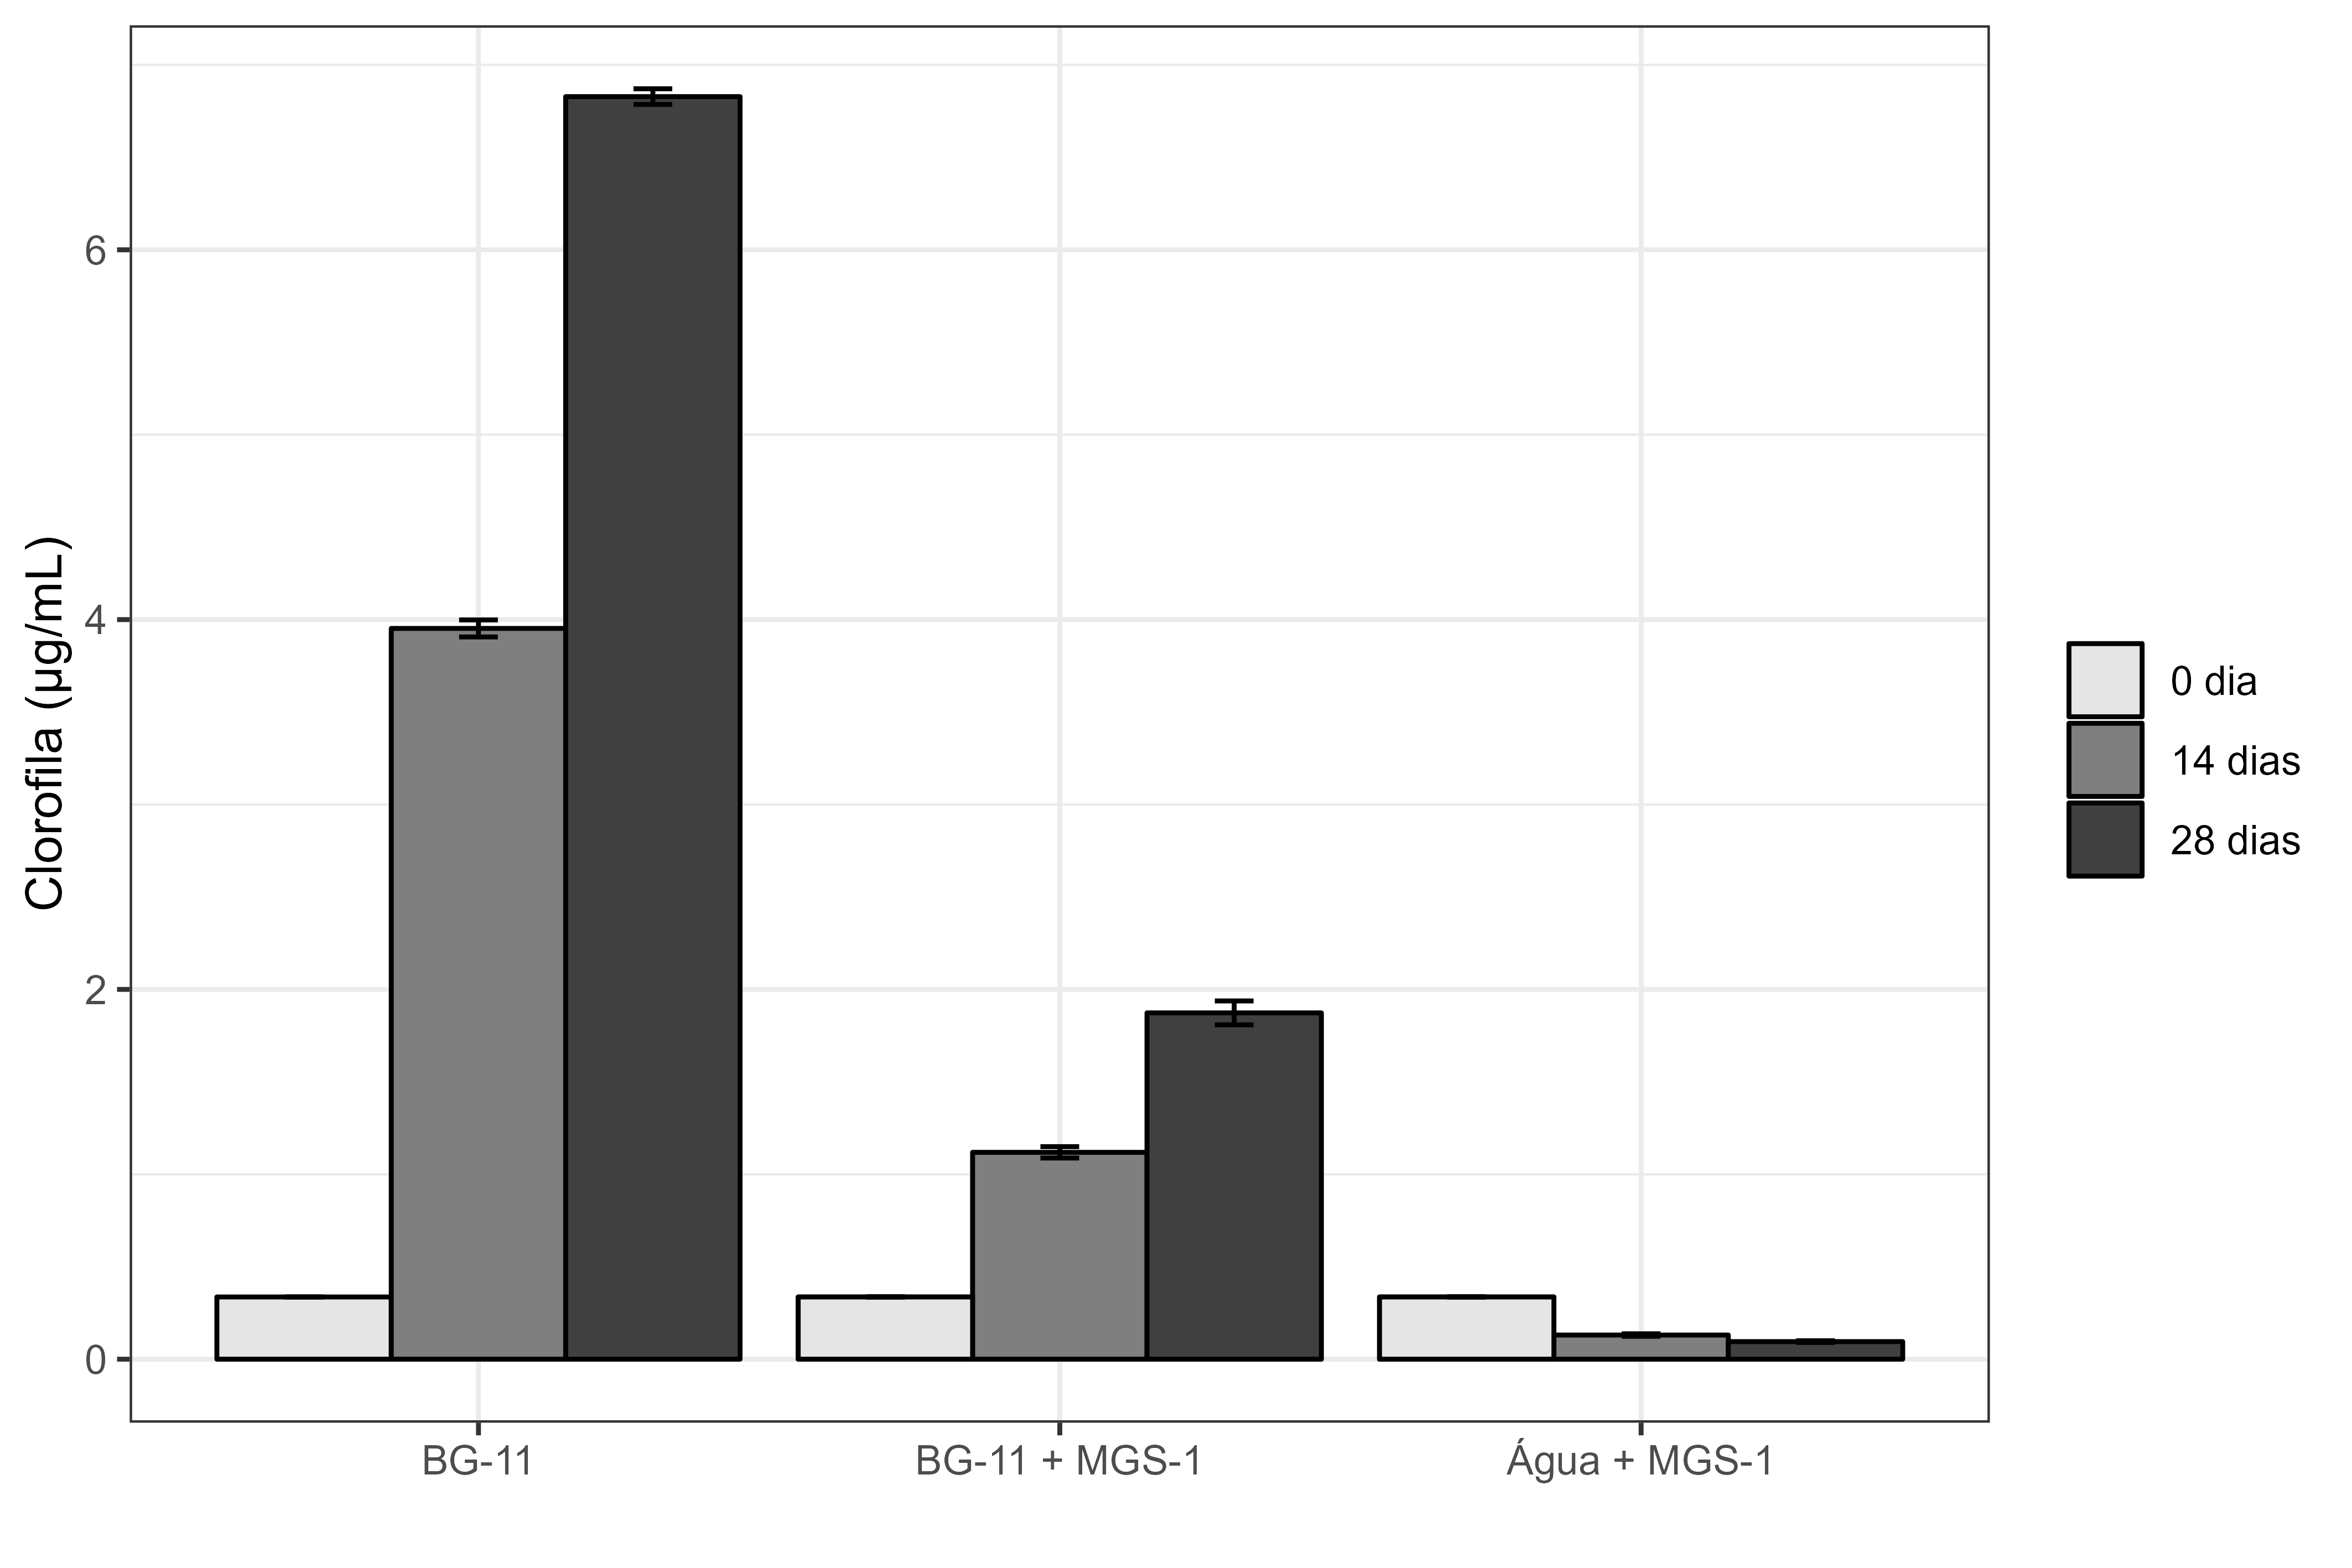 Clorofila (µg/mL)
6
4
2
0
BG-11
BG-11 + MGS-1
Água + MGS-1
0 dia
14 dias
28 dias